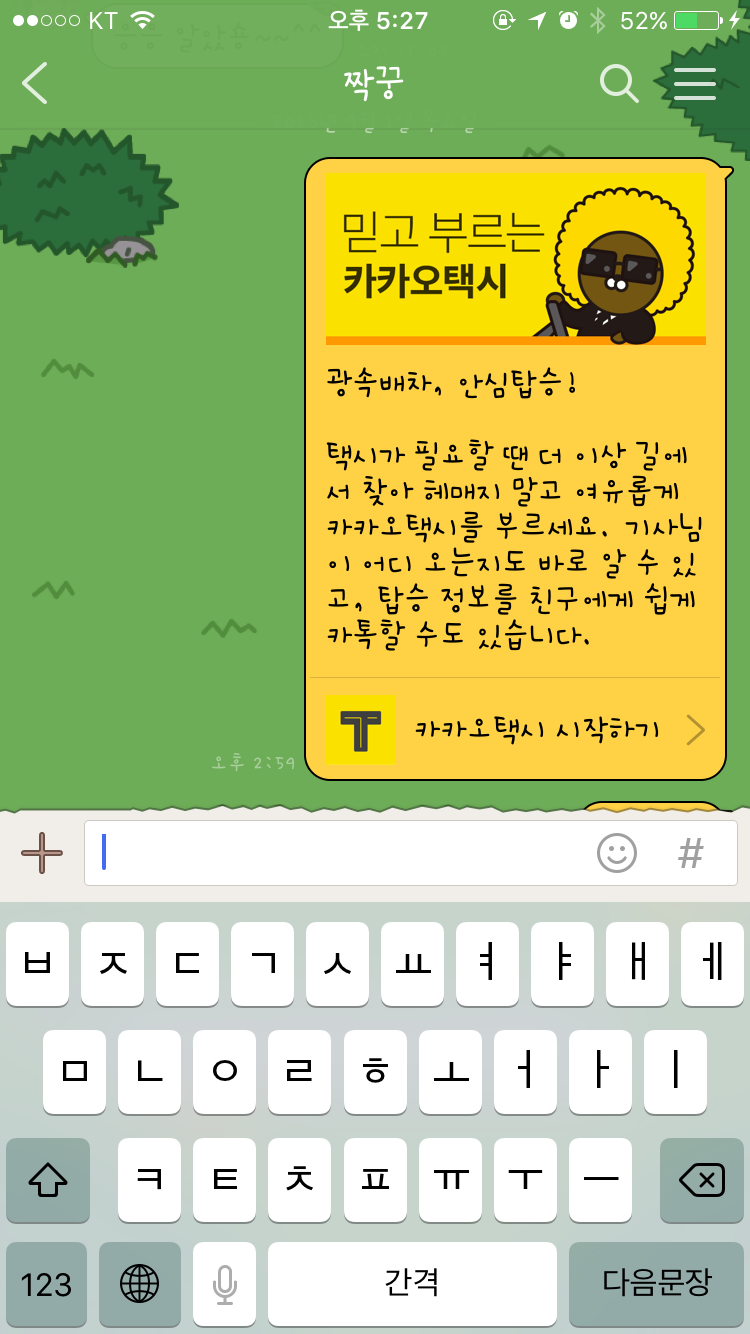 KT 오후 5:27 52%
응응 알았용~~^^
짝꿍
믿고 부르는
카카오택시
광속배차, 안심탑승!
택시가 필요할 땐 더 이상 길에
서 찾아 헤매지 말고 여유롭게
카카오택시를 부르세요. 기사님
이 어디 오는지도 바로 알 수 있
고, 탑승 정보를 친구에게 쉽게
카톡할 수도 있습니다.
T 카카오택시 시작하기
오후 2:59
#
ㅂ ㅈ ㄷ ㄱ ㅅ ㅛ ㅕ ㅑ ㅐ ㅔ
ㅁ ㄴ ㅇ ㄹ ㅎ ㅗ ㅓ ㅏ ㅣ
ㅋ ㅌ ㅊ ㅍ ㅠ ㅜ ㅡ
123 간격 다음문장